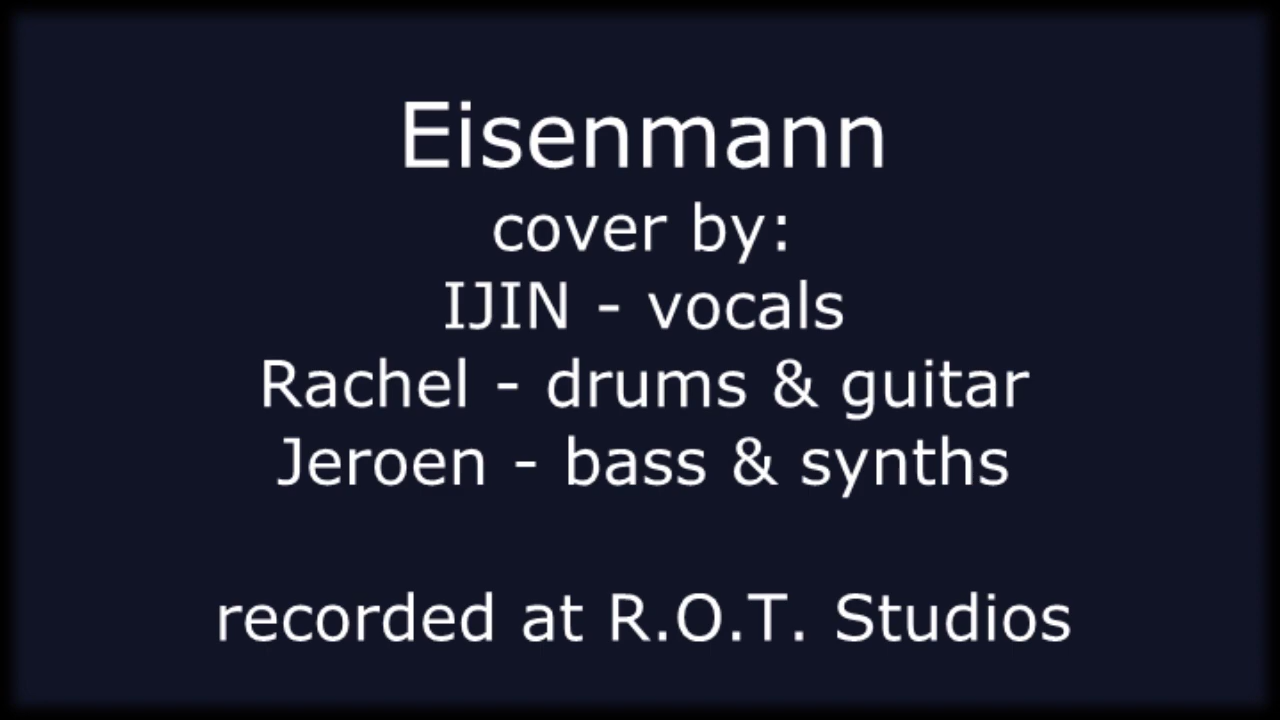 Eisenmann
cover by:
IJIN - vocals
Rachel - drums & guitar
Jeroen - bass & synths
recorded at R.O.T. Studios